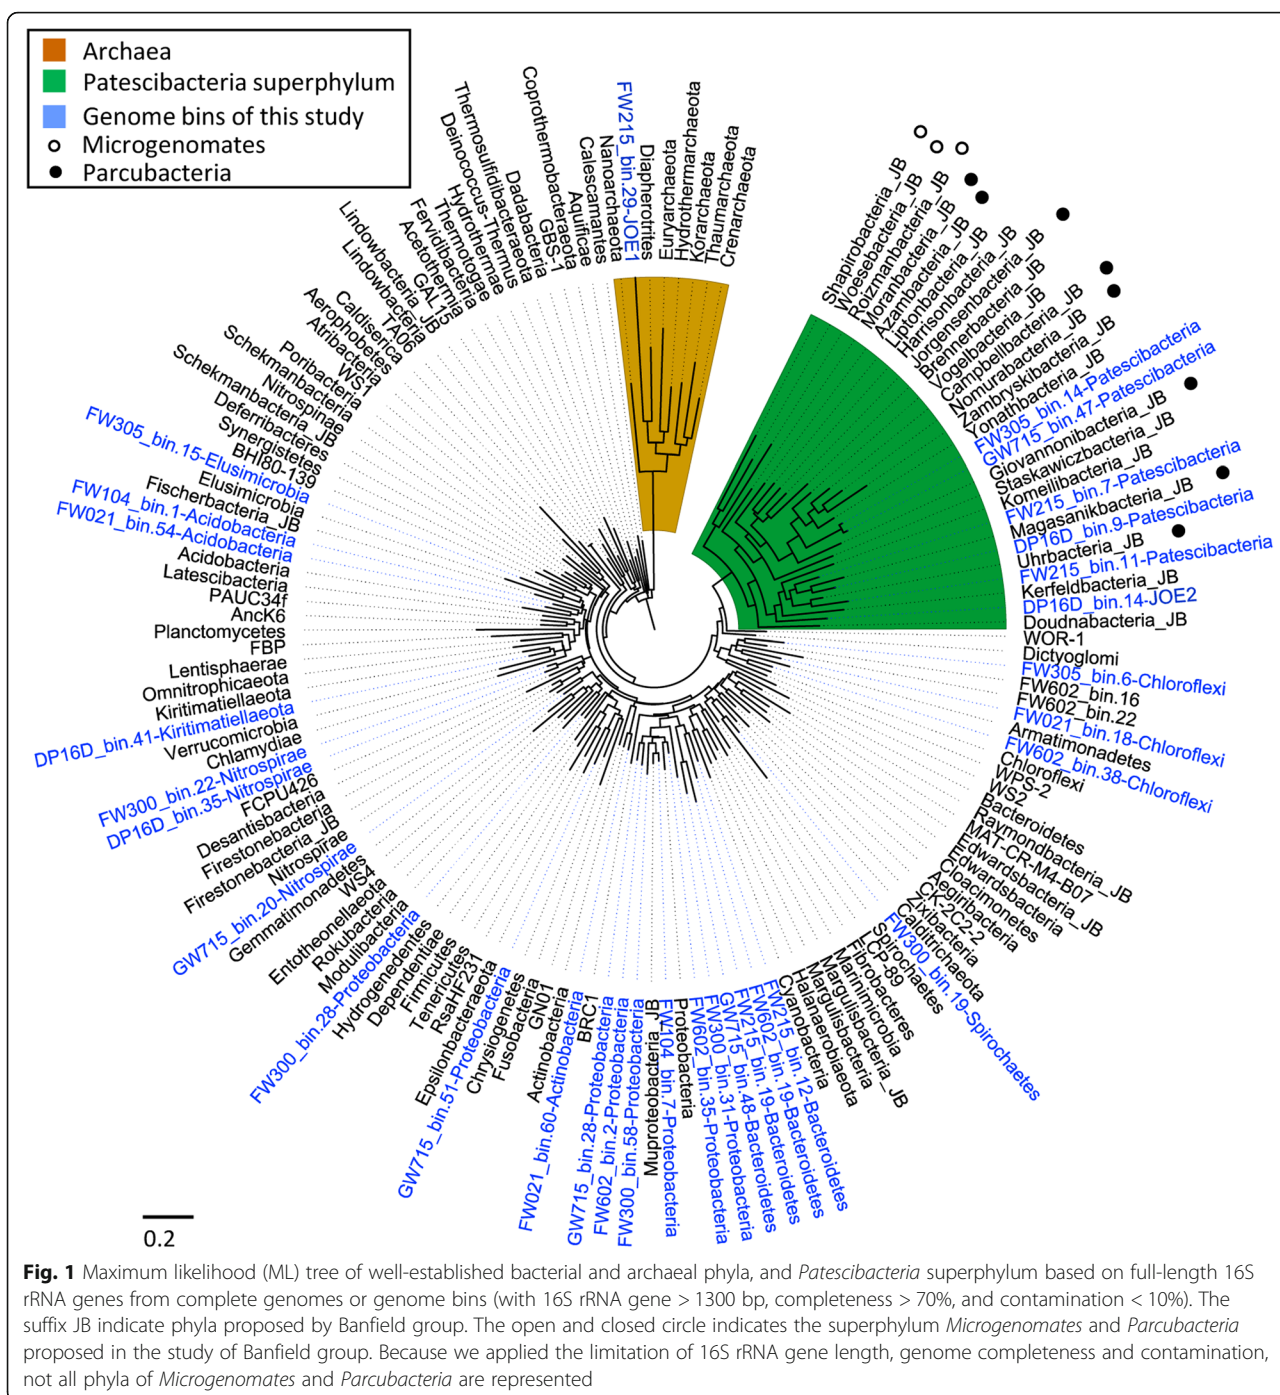 Archaea
Patescibacteria superphylum
Genome bins of this study
Microgenomates
Parcubacteria
Lindowbacteria_JB
Lindowbacteria
GAL15
Acetothermia
Fervidibacteria
Thermotogae
Hydrothermae
Deinococcus-Thermus
Thermosulfidibacteraeota
Dadabacteria
GBS-1
Coprothermobacteraeota
Aquificae
Calescamantes
Nanoarchaeota
FW215_bin.29-JOE1
Diapherotrites
Euryarchaeota
Hydrothermarchaeota
Korarchaeota
Thaumarchaeota
Crenarchaeota
Shapirobacteria_JB
Woesebacteria_JB
Roizmanbacteria_JB
Moranbacteria_JB
Azambacteria_JB
Liptonbacteria_JB
Harrisonbacteria_JB
Jorgensenbacteria_JB
Brennerbacteria_JB
Vogelbacteria_JB
Campbellbacteria_JB
Nomurabacteria_JB
Zambryskibacteria_JB
Yonathbacteria_JB
FW305_bin.14-Patescibacteria
GW715_bin.47-Patescibacteria
Giovannonibacteria_JB
Staskawiczbacteria_JB
Komeilibacteria_JB
FW215_bin.7-Patescibacteria
Magasanikbacteria_JB
DP16D_bin.9-Patescibacteria
Uhrbacteria_JB
FW215_bin.11-Patescibacteria
Kerfeldbacteria_JB
DP16D_bin.14-JOE2
Doudnabacteria_JB
WOR-1
Dictyoglomi
FW305_bin.6-Chloroflexi
FW602_bin.16
FW602_bin.22
FW021_bin.18-Chloroflexi
Armatimonadetes
FW602_bin.38-Chloroflexi
Chloroflexi
WPS-2
WS2
Bacteroidetes
Raymondbacteria_JB
MAT-CR-M4-B07
Edwardsbacteria_JB
Edwardsbacteria
Cloacimonetes
Aegiribacteria
CK-2C2-2
Zixibacteria
Calditrichaeota
FW300_bin.19-Spirochaetes
Spirochaetes
CP-89
Fibrobacteres
Marinimicrobia
Margulisbacteria_JB
Margulisbacteria
Halanaerobiaeota
Cyanobacteria
FW215_bin.12-Bacteroidetes
FW602_bin.19-Bacteroidetes
FW215_bin.19-Bacteroidetes
GW715_bin.48-Bacteroidetes
FW300_bin.31-Proteobacteria
FW602_bin.35-Proteobacteria
Proteobacteria
FW104_bin.7-Proteobacteria
Muproteobacteria_JB
FW300_bin.58-Proteobacteria
FW602_bin.2-Proteobacteria
GW715_bin.28-Proteobacteria
BRC1
FW021_bin.60-Actinobacteria
Actinobacteria
GN01
Fusobacteria
Chrysiogenetes
GW715_bin.51-Proteobacteria
Epsilonbacteraeota
RsaHF231
Tenericutes
Firmicutes
Dependentiae
Hydrogenedentes
FW300_bin.28-Proteobacteria
Modulibacteria
Rokubacteria
Entotheonellaeota
WS4
Gemmatimonadetes
GW715_bin.20-Nitrospirae
Nitrospirae
Firestonebacteria_JB
Firestonebacteria
Desantisbacteria
FCPU426
DP16D_bin.35-Nitrospirae
FW300_bin.22-Nitrospirae
Chlamydiae
Verrucomicrobia
DP16D_bin.41-Kiritimatiellaeota
Kiritimatiellaeota
Omnitrophicaeota
Lentisphaerae
FBP
Planctomycetes
AncK6
PAUC34f
Latescibacteria
Acidobacteria
FW021_bin.54-Acidobacteria
FW104_bin.1-Acidobacteria
Fischerbacteria_JB
Elusimicrobia
FW305_bin.15-Elusimicrobia
BHI80-139
Synergistetes
Deferribacteres
Schekmanbacteria_JB
Nitrospinae
Schekmanbacteria
Poribacteria
WS1
Atribacteria
Aerophobetes
Caldiserica
TA06
0.2
Fig. 1 Maximum likelihood (ML) tree of well-established bacterial and archaeal phyla, and Patescibacteria superphylum based on full-length 16S
rRNA genes from complete genomes or genome bins (with 16S rRNA gene > 1300 bp, completeness > 70%, and contamination < 10%). The
suffix JB indicate phyla proposed by Banfield group. The open and closed circle indicates the superphylum Microgenomates and Parcubacteria
proposed in the study of Banfield group. Because we applied the limitation of 16S rRNA gene length, genome completeness and contamination,
not all phyla of Microgenomates and Parcubacteria are represented